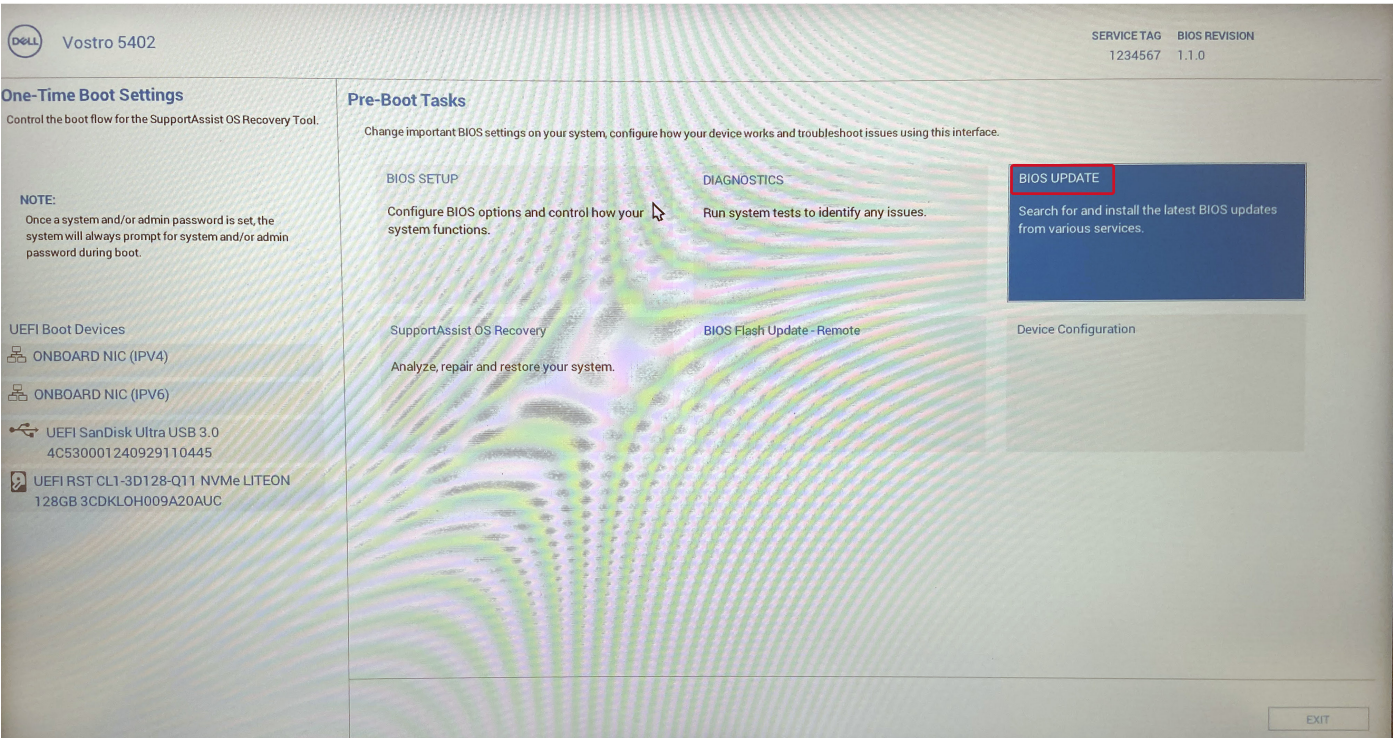 DELL
Vostro 5402
SERVICE TAG BIOS REVISION
1234567 1.1.0
One-Time Boot Settings
Control the boot flow for the SupportAssist OS Recovery Tool.
NOTE:
Once a system and/or admin password is set, the
system will always prompt for system and/or admin
password during boot.
UEFI Boot Devices
ONBOARD NIC (IPV4)
ONBOARD NIC (IPV6)
UEFI SanDisk Ultra USB 3.0
4C530001240929110445
UEFI RST CL1-3D128-Q11 NVMe LITEON
128GB 3CDKLOH009A20AUC
Pre-Boot Tasks
Change important BIOS settings on your system, configure how your device works and troubleshoot issues using this interface.
BIOS SETUP
Configure BIOS options and control how your
system functions.
DIAGNOSTICS
Run system tests to identify any issues.
BIOS UPDATE
Search for and install the latest BIOS updates
from various services.
SupportAssist OS Recovery
Analyze, repair and restore your system.
BIOS Flash Update - Remote
Device Configuration
EXIT